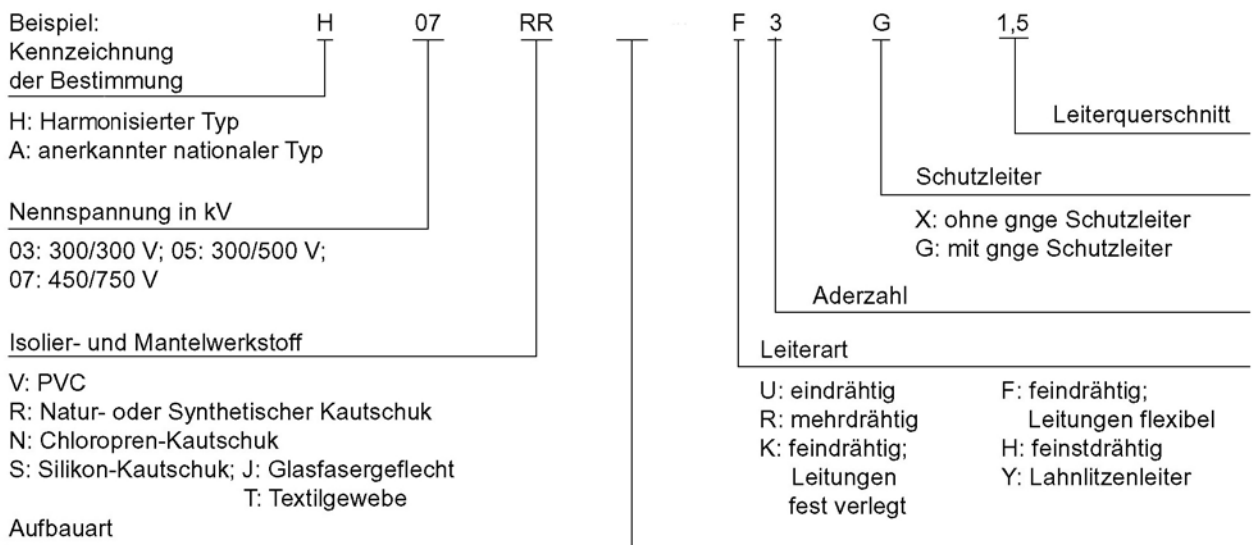 Beispiel: H 07 RR F 3 G 1,5
Kennzeichnung
der Bestimmung
H: Harmonisierter Typ
A: anerkannter nationaler Typ
Nennspannung in kV
03: 300/300 V; 05: 300/500 V;
07: 450/750 V
Isolier- und Mantelwerkstoff
V: PVC
R: Natur- oder Synthetischer Kautschuk
N: Chloropren-Kautschuk
S: Silikon-Kautschuk; J: Glasfasergeflecht
T: Textilgewebe
Aufbauart
Leiterquerschnitt
Schutzleiter
X: ohne gnge Schutzleiter
G: mit gnge Schutzleiter
Aderzahl
Leiterart
U: eindrähtig
R: mehrdrähtig
K: feindrähtig;
Leitungen
fest verlegt
F: feindrähtig;
Leitungen flexibel
H: feinstdrähtig
Y: Lahnlitzenleiter